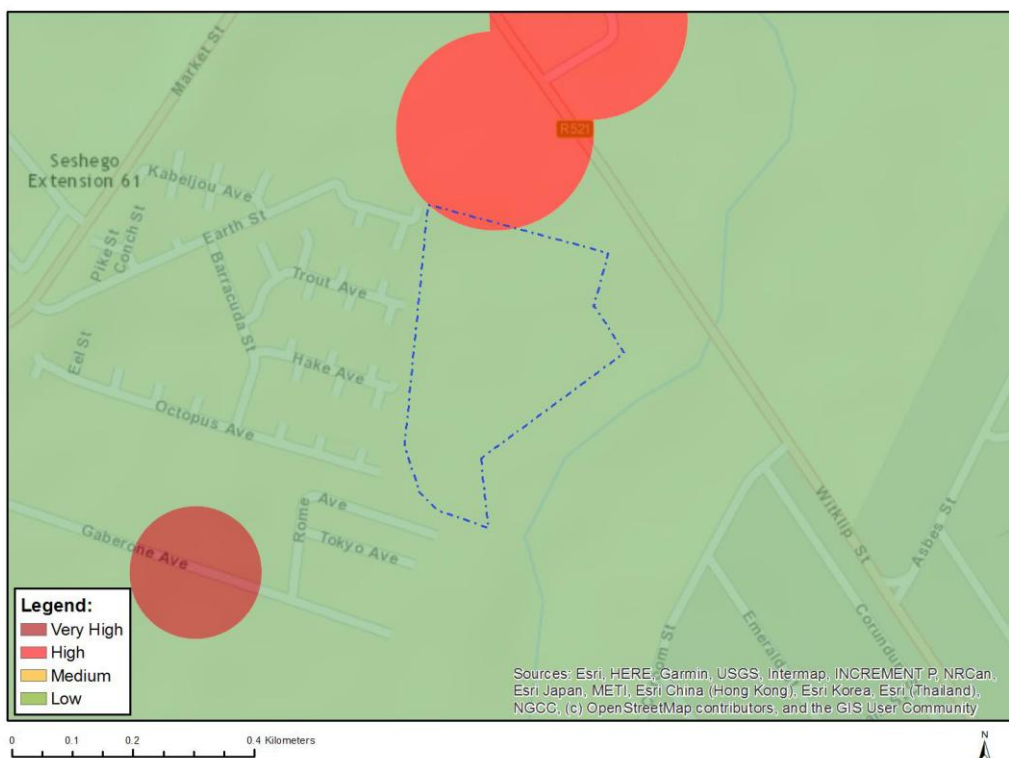 Market St
R521
Seshego
Extension 61
Kabeljou Ave
Earth St
Pike St
Conch St
Barracuda St
Trout Ave
Eel St
Hake Ave
Octopus Ave
Rome
Ave
Gaberone Ave
Tokyo Ave
Witklip St
Asbes St
Corundum St
Emerald St
Legend:
Very High
High
Medium
Low
Sources: Esri, HERE, Garmin, USGS, Intermap, INCREMENT P, NRCan,
Esri Japan, METI, Esri China (Hong Kong), Esri Korea, Esri (Thailand),
NGCC, (c) OpenStreetMap contributors, and the GIS User Community
0 0.1 0.2 0.4 Kilometers
N